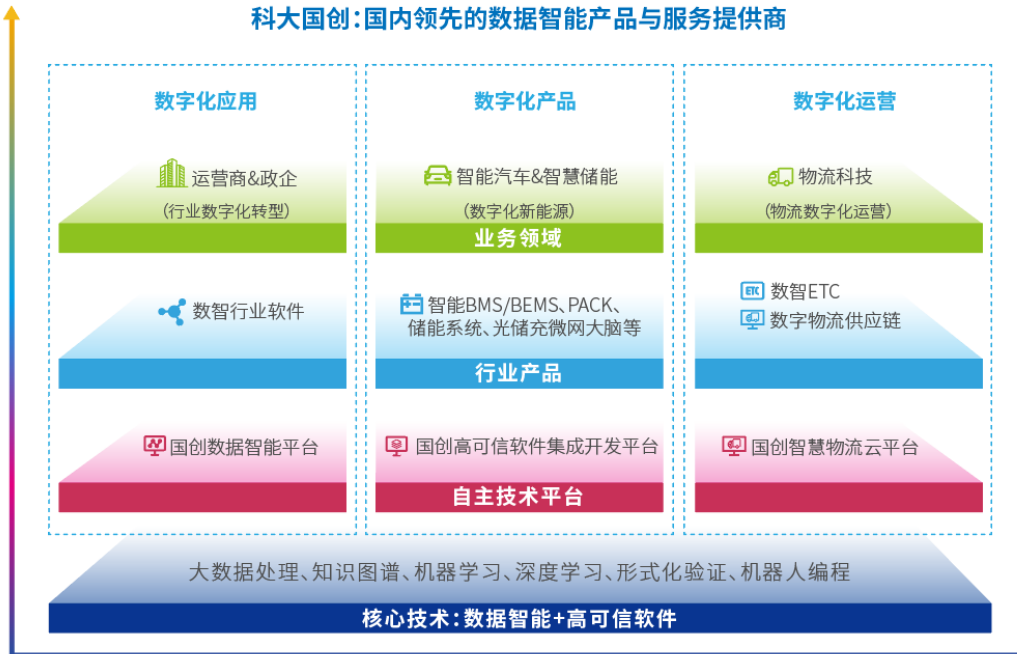 科大国创：国内领先的数据智能产品与服务提供商
数字化应用
数字化产品
数字化运营
运营商&政企
（行业数字化转型）
智能汽车&智慧储能
（数字化新能源）
物流科技
（物流数字化运营）
业务领域
数智行业软件
智能BMS/BEMS、PACK、
储能系统、光储充微网大脑等
ETC 数智ETC
数字物流供应链
行业产品
国创数据智能平台
国创高可信软件集成开发平台
国创智慧物流云平台
自主技术平台
大数据处理、知识图谱、机器学习、深度学习、形式化验证、机器人编程
核心技术：数据智能+高可信软件